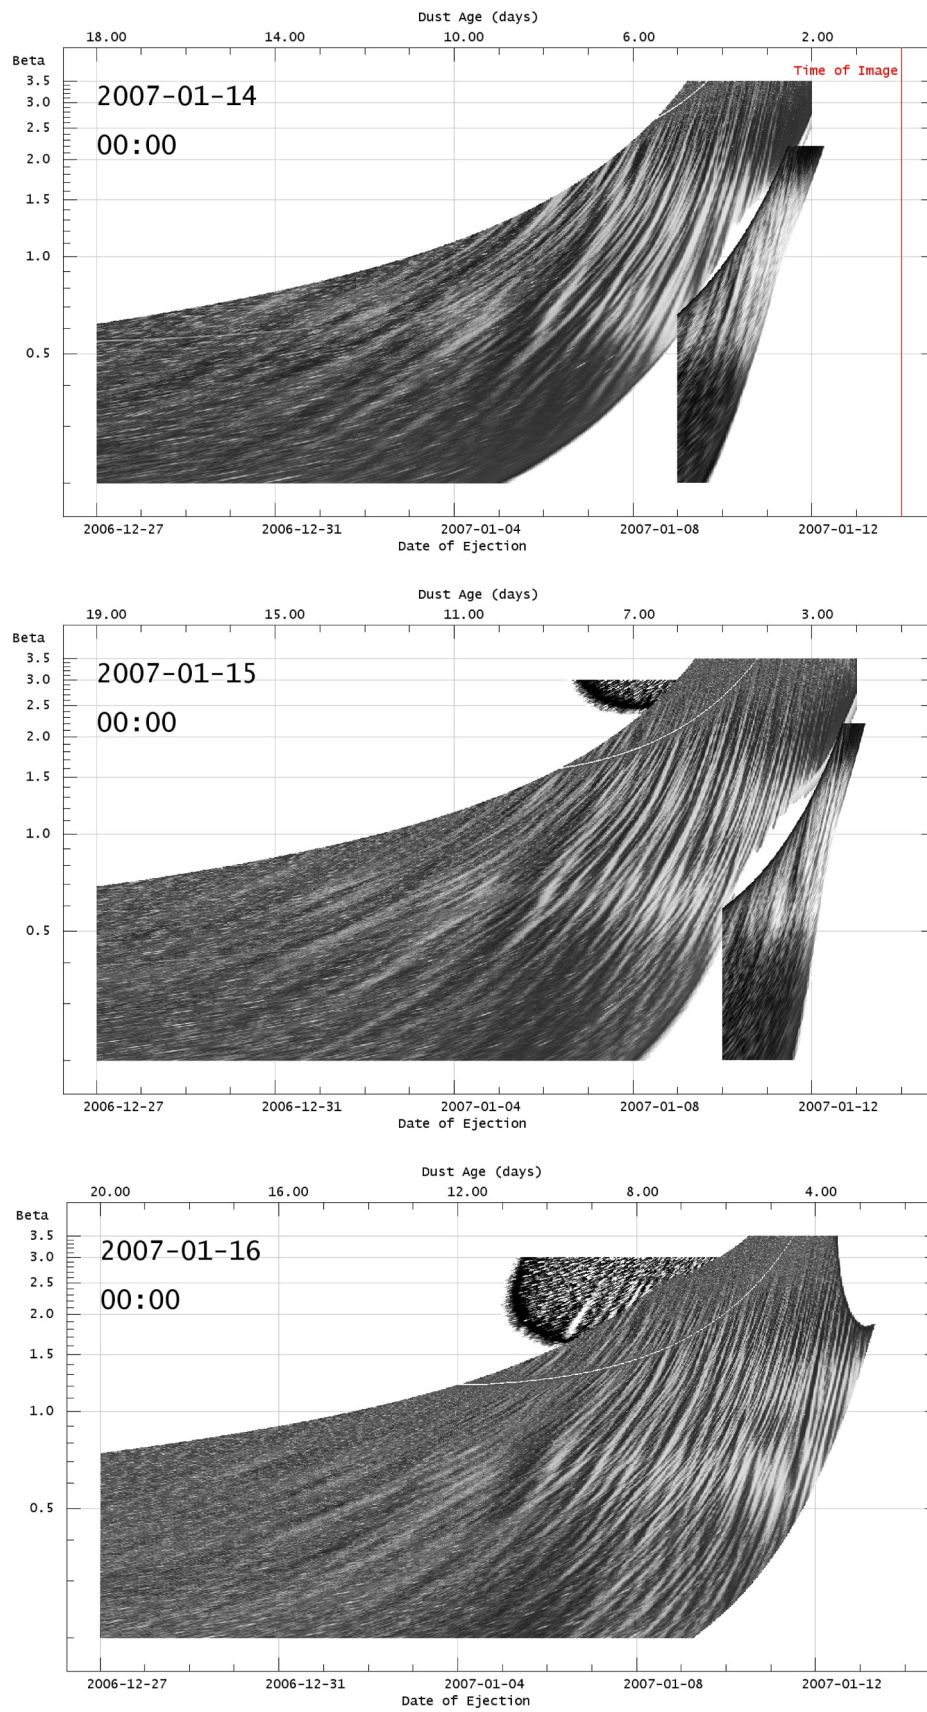 Dust Age (days)
18.00 14.00 10.00 6.00 2.00
Beta
Time of Image
3.5
2007-01-14
3.0
2.5
00:00
2.0
1.5
1.0
0.5
2006-12-27 2006-12-31 2007-01-04 2007-01-08 2007-01-12
Date of Ejection
Dust Age (days)
19.00 15.00 11.00 7.00 3.00
Beta
3.5
2007-01-15
3.0
2.5
00:00
2.0
1.5
1.0
0.5
2006-12-27 2006-12-31 2007-01-04 2007-01-08 2007-01-12
Date of Ejection
Dust Age (days)
20.00 16.00 12.00 8.00 4.00
Beta
3.5
2007-01-16
3.0
2.5
00:00
2.0
1.5
1.0
0.5
2006-12-27 2006-12-31 2007-01-04 2007-01-08 2007-01-12
Date of Ejection